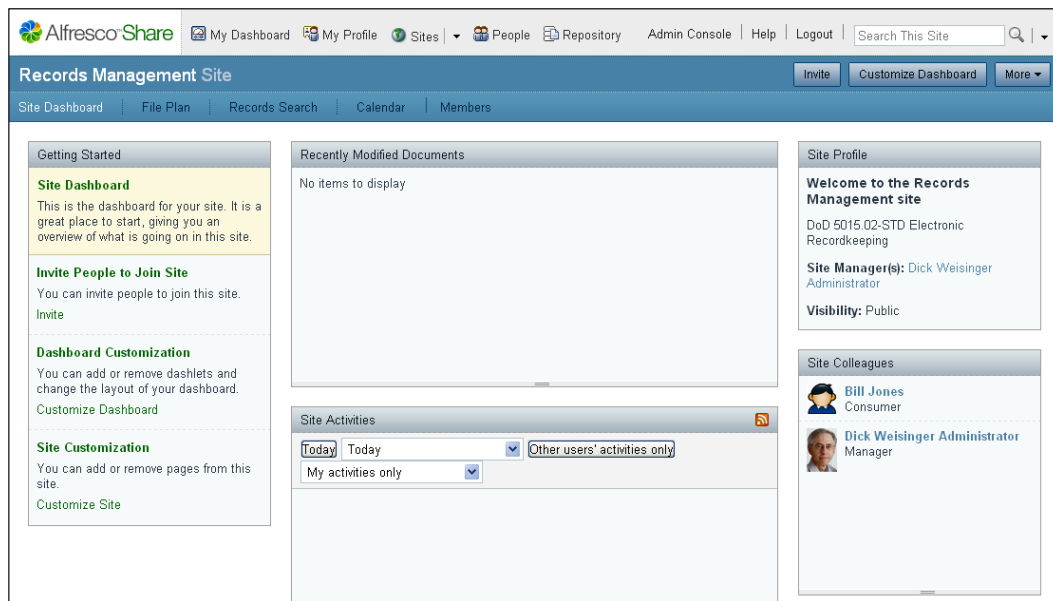 Alfresco Share
My Dashboard My Profile Sites People Repository Admin Console Help Logout Search This Site
Records Management Site
Invite Customize Dashboard More
Site Dashboard File Plan Records Search Calendar Members
Getting Started
Site Dashboard
This is the dashboard for your site. It is a
great place to start, giving you an
overview of what is going on in this site.
Invite People to Join Site
You can invite people to join this site.
Invite
Dashboard Customization
You can add or remove dashlets and
change the layout of your dashboard.
Customize Dashboard
Site Customization
You can add or remove pages from this
site.
Customize Site
Recently Modified Documents
No items to display
Site Activities
Today Today Other users' activities only
My activities only
Site Profile
Welcome to the Records
Management site
DoD 5015.02-STD Electronic
Recordkeeping
Site Manager(s): Dick Weisinger
Administrator
Visibility: Public
Site Colleagues
Bill Jones
Consumer
Dick Weisinger Administrator
Manager